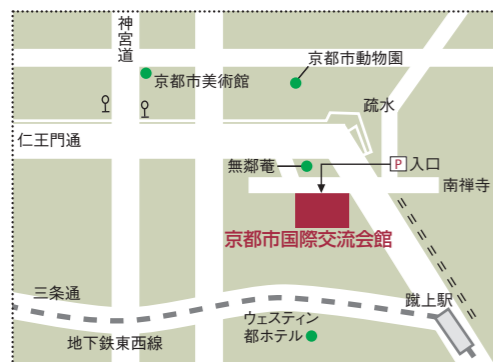 神宮道
京都市動物園
京都市美術館
疏水
仁王門通
無鄰菴
P 入口
南禅寺
京都市国際交流会館
三条通
蹴上駅
ウェスティン
都ホテル
地下鉄東西線